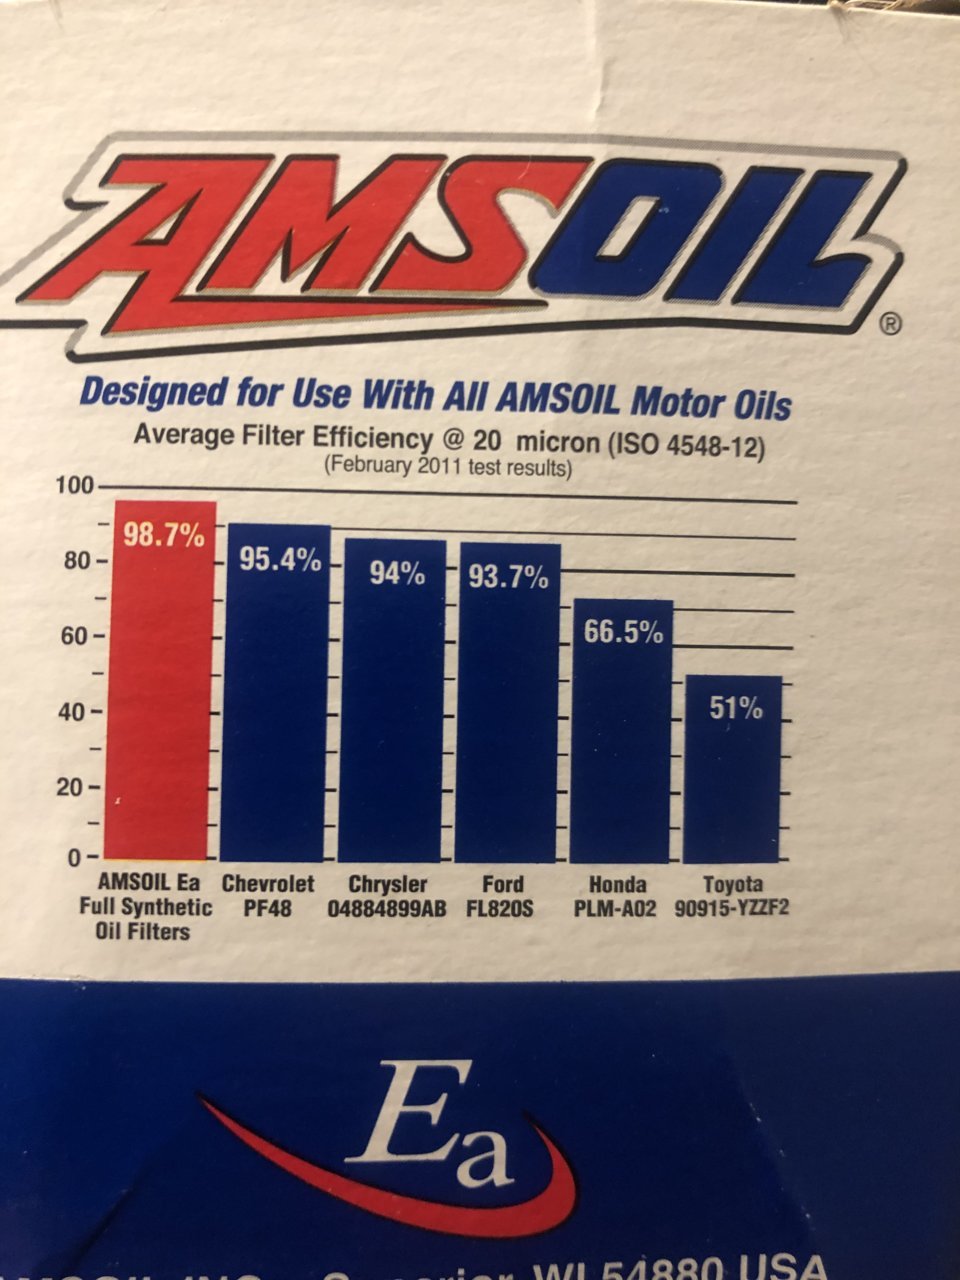 AMSOIL®
Designed for Use With All AMSOIL Motor Oils
Average Filter Efficiency @ 20 micron (ISO 4548-12)
(February 2011 test results)
100
80
60
40
20
0
98.7%
95.4%
94%
93.7%
66.5%
51%
AMSOIL Ea
Full Synthetic
Oil Filters
Chevrolet
PF48
Chrysler
04884899AB
Ford
FL820S
Honda
PLM-A02
Toyota
90915-YZZF2
Ea
AMSOIL INC. Superior, WI 54880 USA